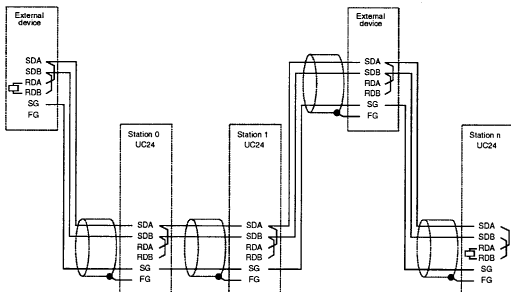 External
device
SDA
SDB
RDA
RDB
SG
FG
Station 0
UC24
SDA
SDB
RDA
RDB
SG
FG
Station 1
UC24
SDA
SDB
RDA
RDB
SG
FG
External
device
SDA
SDB
RDA
RDB
SG
FG
Station n
UC24
SDA
SDB
RDA
RDB
SG
FG